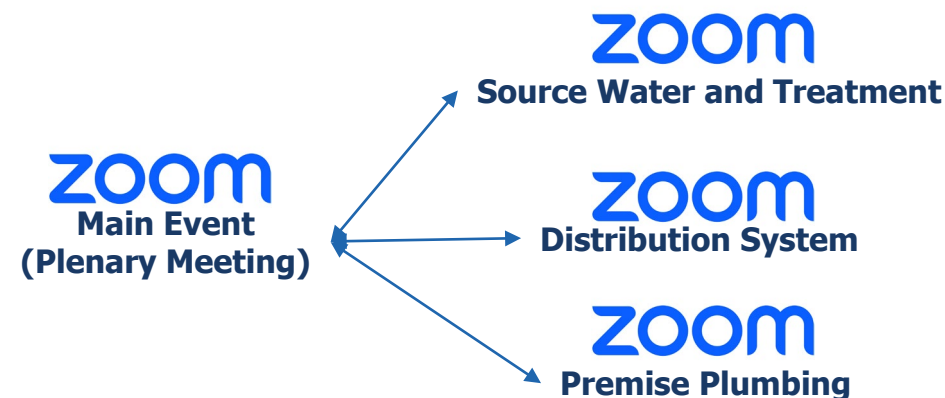 zoom
Main Event
(Plenary Meeting)
zoom
Source Water and Treatment
zoom
Distribution System
zoom
Premise Plumbing